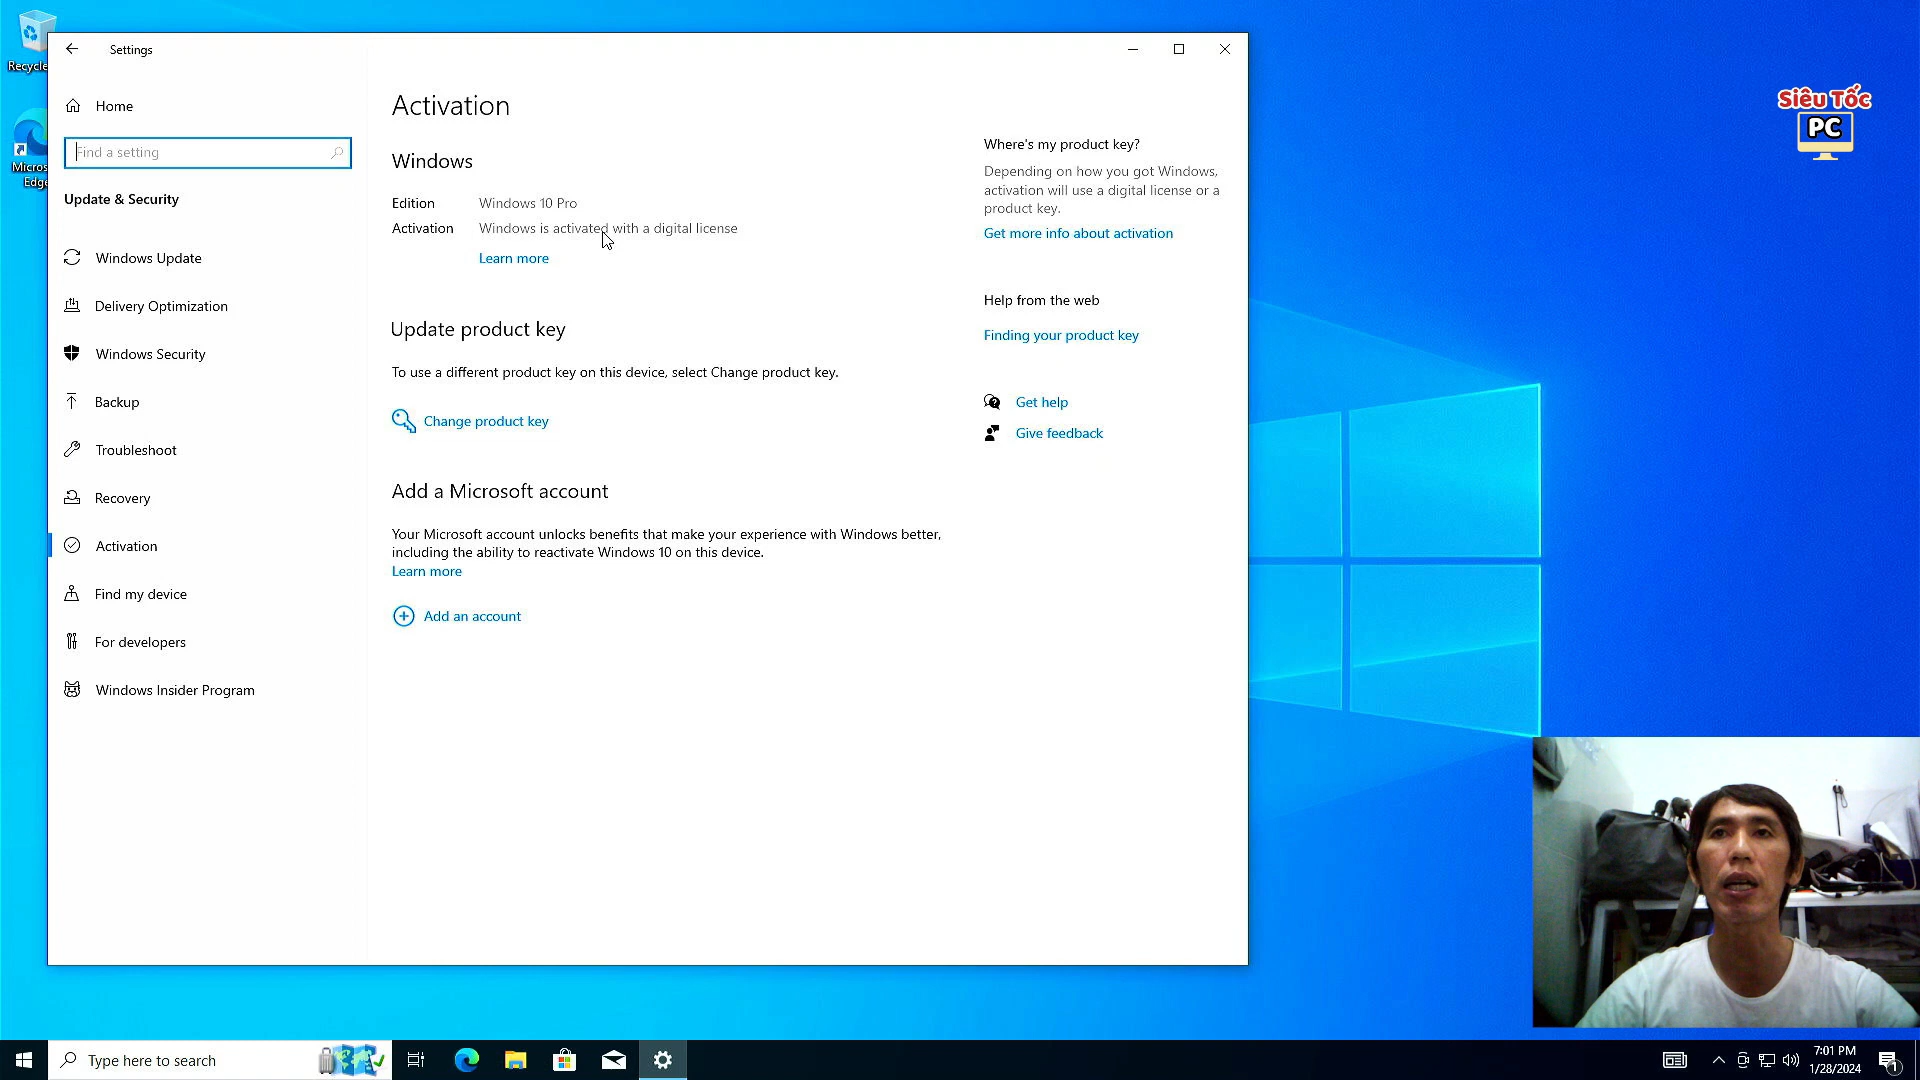 Recycle
Micros
Edge
Settings
Home
Find a setting
Update & Security
Windows Update
Delivery Optimization
Windows Security
Backup
Troubleshoot
Recovery
Activation
Find my device
For developers
Windows Insider Program
Activation
Windows
Edition Windows 10 Pro
Activation Windows is activated with a digital license
Learn more
Update product key
To use a different product key on this device, select Change product key.
Change product key
Add a Microsoft account
Your Microsoft account unlocks benefits that make your experience with Windows better,
including the ability to reactivate Windows 10 on this device.
Learn more
Add an account
Where's my product key?
Depending on how you got Windows,
activation will use a digital license or a
product key.
Get more info about activation
Help from the web
Finding your product key
Get help
Give feedback
Siêu Tốc
PC
Type here to search
7:01 PM
1/28/2024
1